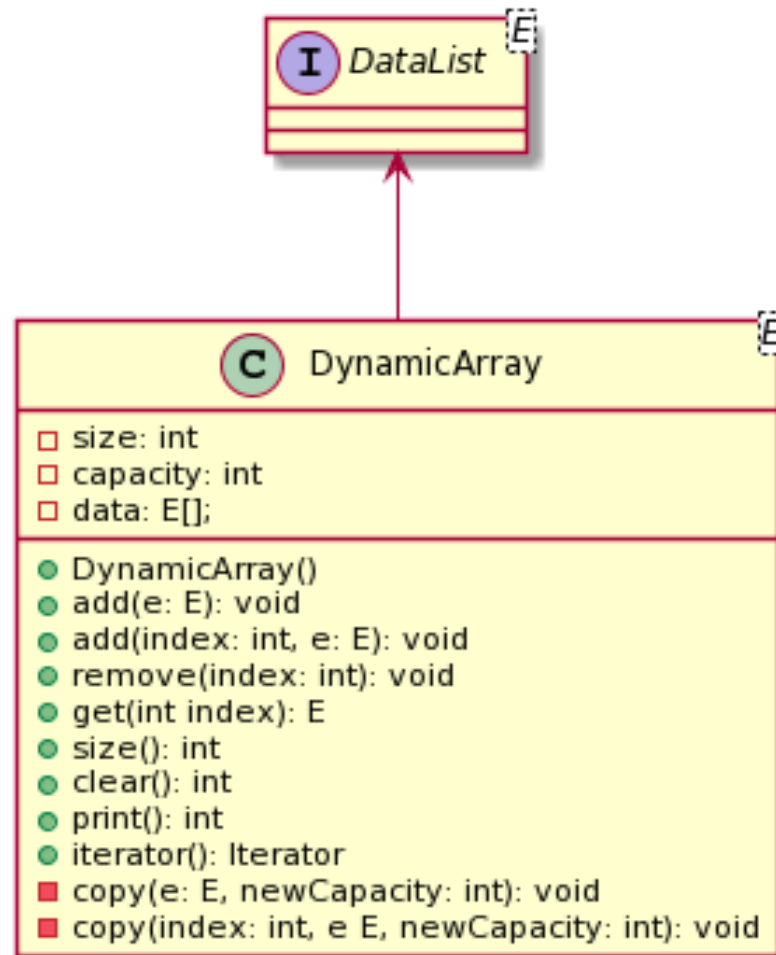 E
I DataList
E
C DynamicArray
size: int
capacity: int
data: E[];
DynamicArray()
add(e: E): void
add(index: int, e: E): void
remove(index: int): void
get(int index): E
size(): int
clear(): int
print(): int
iterator(): Iterator
copy(e: E, newCapacity: int): void
copy(index: int, e E, newCapacity: int): void